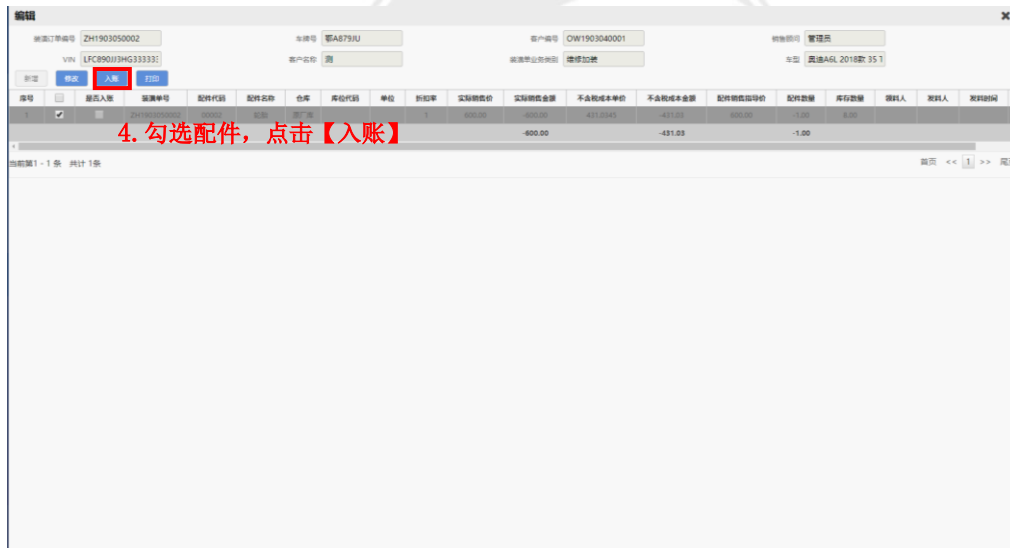 编辑
装潢订单编号 ZH1903050002 车牌号 鄂A879JU 客户编号 OW1903040001 销售顾问 管理员
VIN LFC890JJ3HG33333: 客户名称 测 装潢单业务类别 维修加装 车型 奥迪A6L 2018款 35 T
新增 修改 入账 打印
序号 是否入账 装潢单号 配件代码 配件名称 仓库 库位代码 单位 折扣率 实际销售价 实际销售金额 不含税成本单价 不含税成本金额 配件销售指导价 配件数量 库存数量 领料人 发料人 发料时间
1 ZH1903050002 00002 1 600.00 -600.00 431.0345 -431.03 600.00 -1.00 8.00
4.勾选配件，点击【入账】
-600.00 -431.03 -1.00
当前第1 - 1 条 共计 1条 首页 << 1 >> 尾